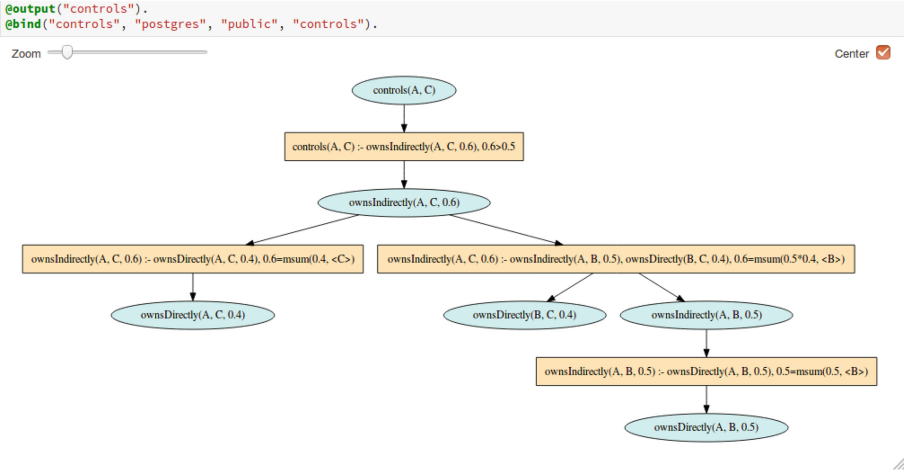 @output("controls").
@bind("controls", "postgres", "public", "controls").
Zoom
Center
controls(A, C)
controls(A, C) :- ownsIndirectly(A, C, 0.6), 0.6>0.5
ownsIndirectly(A, C, 0.6)
ownsIndirectly(A, C, 0.6) :- ownsDirectly(A, C, 0.4), 0.6=msum(0.4, <C>)
ownsIndirectly(A, C, 0.6) :- ownsIndirectly(A, B, 0.5), ownsDirectly(B, C, 0.4), 0.6=msum(0.5*0.4, <B>)
ownsDirectly(A, C, 0.4)
ownsDirectly(B, C, 0.4)
ownsIndirectly(A, B, 0.5)
ownsIndirectly(A, B, 0.5) :- ownsDirectly(A, B, 0.5), 0.5=msum(0.5, <B>)
ownsDirectly(A, B, 0.5)